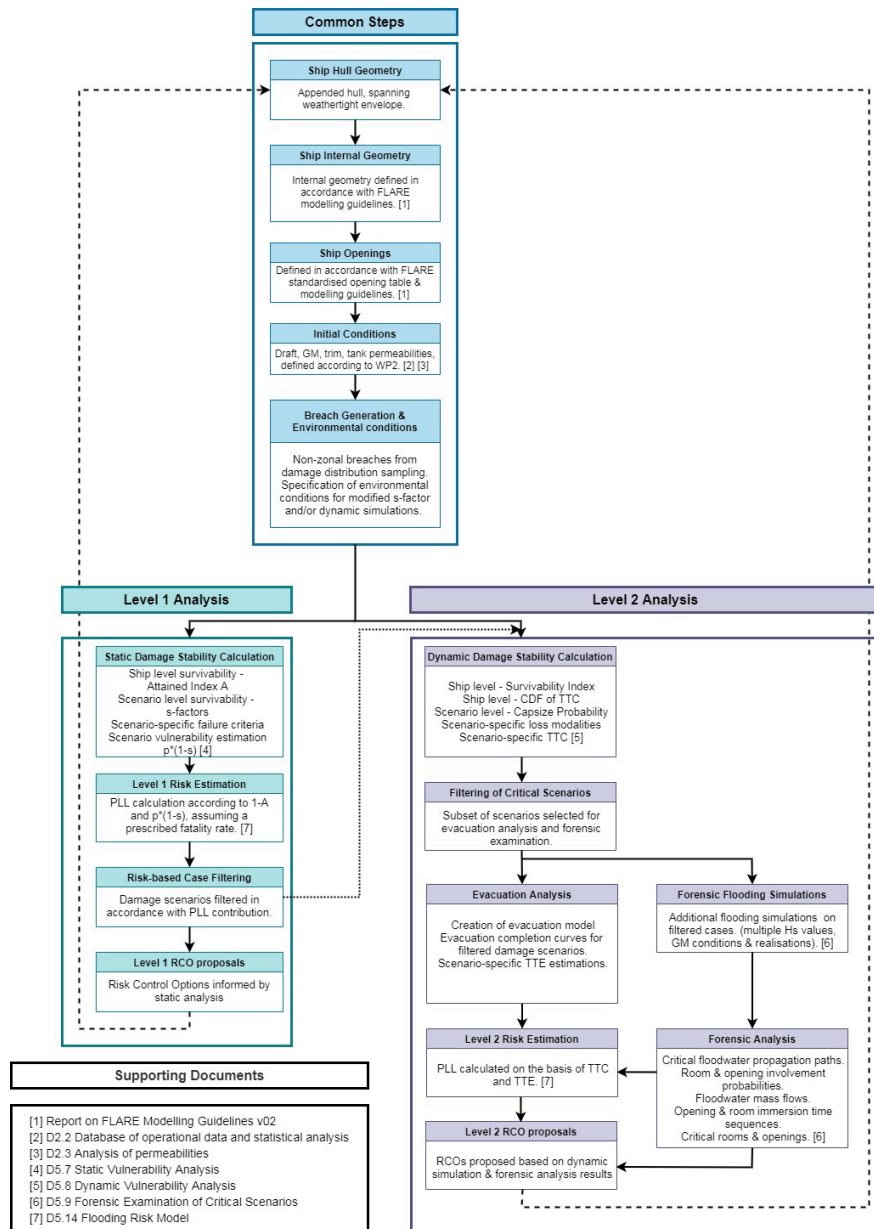 Common Steps
Ship Hull Geometry
Appended hull, spanning
weathertight envelope.
Ship Internal Geometry
Internal geometry defined in
accordance with FLARE
modelling guidelines. [1]
Ship Openings
Defined in accordance with FLARE
standardised opening table &
modelling guidelines. [1]
Initial Conditions
Draft, GM, trim, tank permeabilities,
defined according to WP2. [2] [3]
Breach Generation &
Environmental conditions
Non-zonal breaches from
damage distribution sampling.
Specification of environmental
conditions for modified s-factor
and/or dynamic simulations.
Level 1 Analysis
Static Damage Stability Calculation
Ship level survivability -
Attained Index A
Scenario level survivability -
s-factors
Scenario-specific failure criteria
Scenario vulnerability estimation
p*(1-s) [4]
Level 1 Risk Estimation
PLL calculation according to 1-A
and p*(1-s), assuming a
prescribed fatality rate. [7]
Risk-based Case Filtering
Damage scenarios filtered in
accordance with PLL contribution.
Level 1 RCO proposals
Risk Control Options informed by
static analysis
Level 2 Analysis
Dynamic Damage Stability Calculation
Ship level - Survivability Index
Ship level - CDF of TTC
Scenario level - Capsize Probability
Scenario-specific loss modalities
Scenario-specific TTC [5]
Filtering of Critical Scenarios
Subset of scenarios selected for
evacuation analysis and forensic
examination.
Evacuation Analysis
Creation of evacuation model
Evacuation completion curves for
filtered damage scenarios.
Scenario-specific TTE estimations.
Forensic Flooding Simulations
Additional flooding simulations on
filtered cases. (multiple Hs values,
GM conditions & realisations). [6]
Level 2 Risk Estimation
PLL calculated on the basis of TTC
and TTE. [7]
Forensic Analysis
Critical floodwater propagation paths.
Room & opening involvement
probabilities.
Floodwater mass flows.
Opening & room immersion time
sequences.
Critical rooms & openings. [6]
Level 2 RCO proposals
RCOs proposed based on dynamic
simulation & forensic analysis results
Supporting Documents
[1] Report on FLARE Modelling Guidelines v02
[2] D2.2 Database of operational data and statistical analysis
[3] D2.3 Analysis of permeabilities
[4] D5.7 Static Vulnerability Analysis
[5] D5.8 Dynamic Vulnerability Analysis
[6] D5.9 Forensic Examination of Critical Scenarios
[7] D5.14 Flooding Risk Model